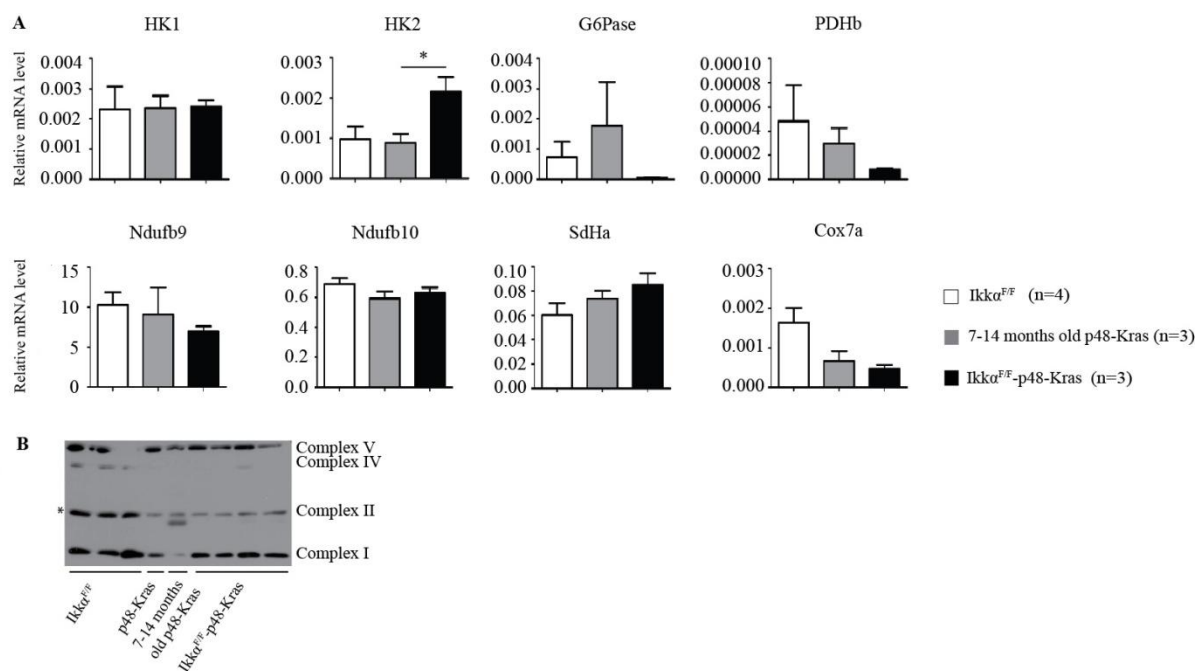 A
HK1
HK2
G6Pase
PDHb
Relative mRNA level
0.004
0.003
0.002
0.001
0.000
0.003
0.002
0.001
0.000
*
0.004
0.003
0.002
0.001
0.000
0.00010
0.00008
0.00006
0.00004
0.00002
0.00000
Ndufb9
Ndufb10
SdHa
Cox7a
Relative mRNA level
15
10
5
0
0.8
0.6
0.4
0.2
0.0
0.10
0.08
0.06
0.04
0.02
0.00
0.003
0.002
0.001
0.000
Ikkα^F/F (n=4)
7-14 months old p48-Kras (n=3)
Ikkα^F/F-p48-Kras (n=3)
B
Complex V
Complex IV
* Complex II
Complex I
Ikkα^F/F
p48-Kras
7-14 months
old p48-Kras
Ikkα^F/F-p48-Kras